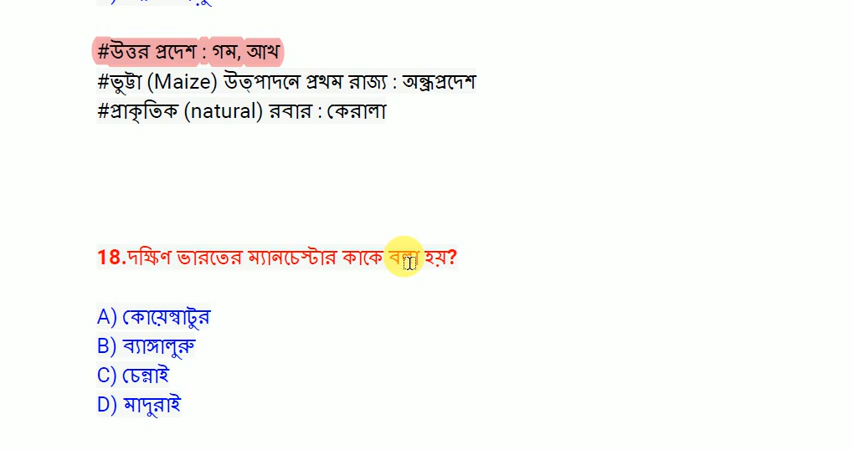 #উত্তর প্রদেশ : গম, আখ
#ভুট্টা (Maize) উত্পাদনে প্রথম রাজ্য : অন্ধ্রপ্রদেশ
#প্রাকৃতিক (natural) রবার : কেরালা
18.দক্ষিণ ভারতের ম্যানচেস্টার কাকে বলা হয়?
A) কোয়েম্বাটুর
B) ব্যাঙ্গালুরু
C) চেন্নাই
D) মাদুরাই